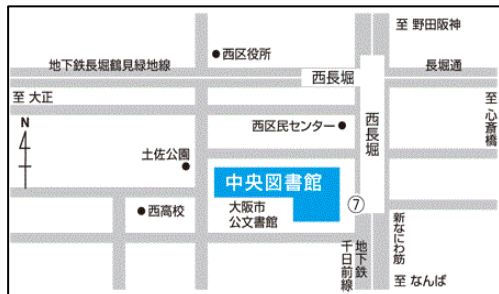 至 野田阪神
西区役所
地下鉄長堀鶴見緑地線
西長堀
長堀通
至 大正
至 心斎橋
N
西区民センター
西長堀
土佐公園
中央図書館
西高校
大阪市
公文書館
⑦
新なにわ筋
地下鉄
千日前線
至 なんば